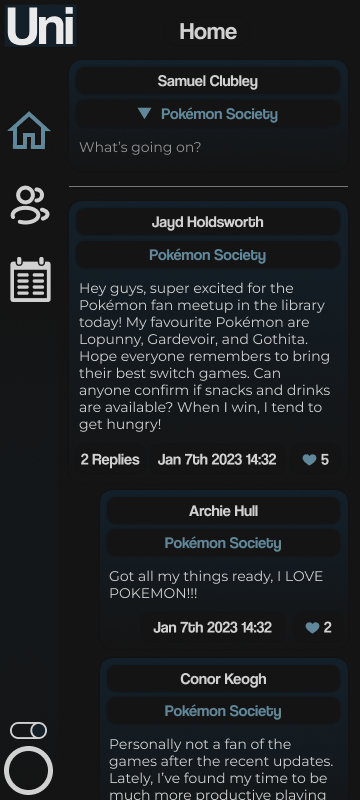 Uni
Home
Samuel Clubley
Pokémon Society
What's going on?
Jayd Holdsworth
Pokémon Society
Hey guys, super excited for the
Pokémon fan meetup in the library
today! My favourite Pokémon are
Lopunny, Gardevoir, and Gothita.
Hope everyone remembers to bring
their best switch games. Can
anyone confirm if snacks and drinks
are available? When I win, I tend to
get hungry!
2 Replies Jan 7th 2023 14:32 5
Archie Hull
Pokémon Society
Got all my things ready, I LOVE
POKEMON!!!
Jan 7th 2023 14:32 2
Conor Keogh
Pokémon Society
Personally not a fan of the
games after the recent updates.
Lately, I've found my time to be
much more productive playing